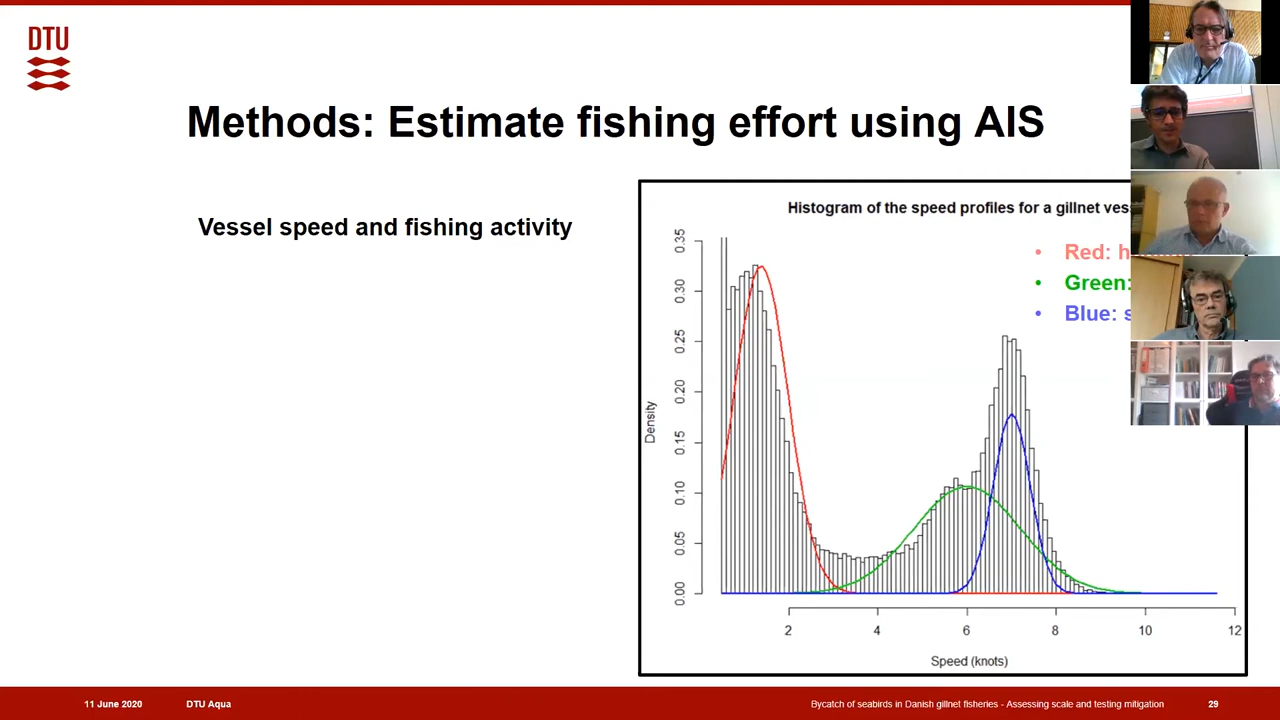 DTU
Methods: Estimate fishing effort using AIS
Vessel speed and fishing activity
Histogram of the speed profiles for a gillnet
• Red:
• Green:
• Blue:
0.35
0.30
0.25
0.20
0.15
0.10
0.05
0.00
Density
2 4 6 8 10 12
Speed (knots)
11 June 2020 DTU Aqua Bycatch of seabirds in Danish gillnet fisheries - Assessing scale and testing mitigation 29